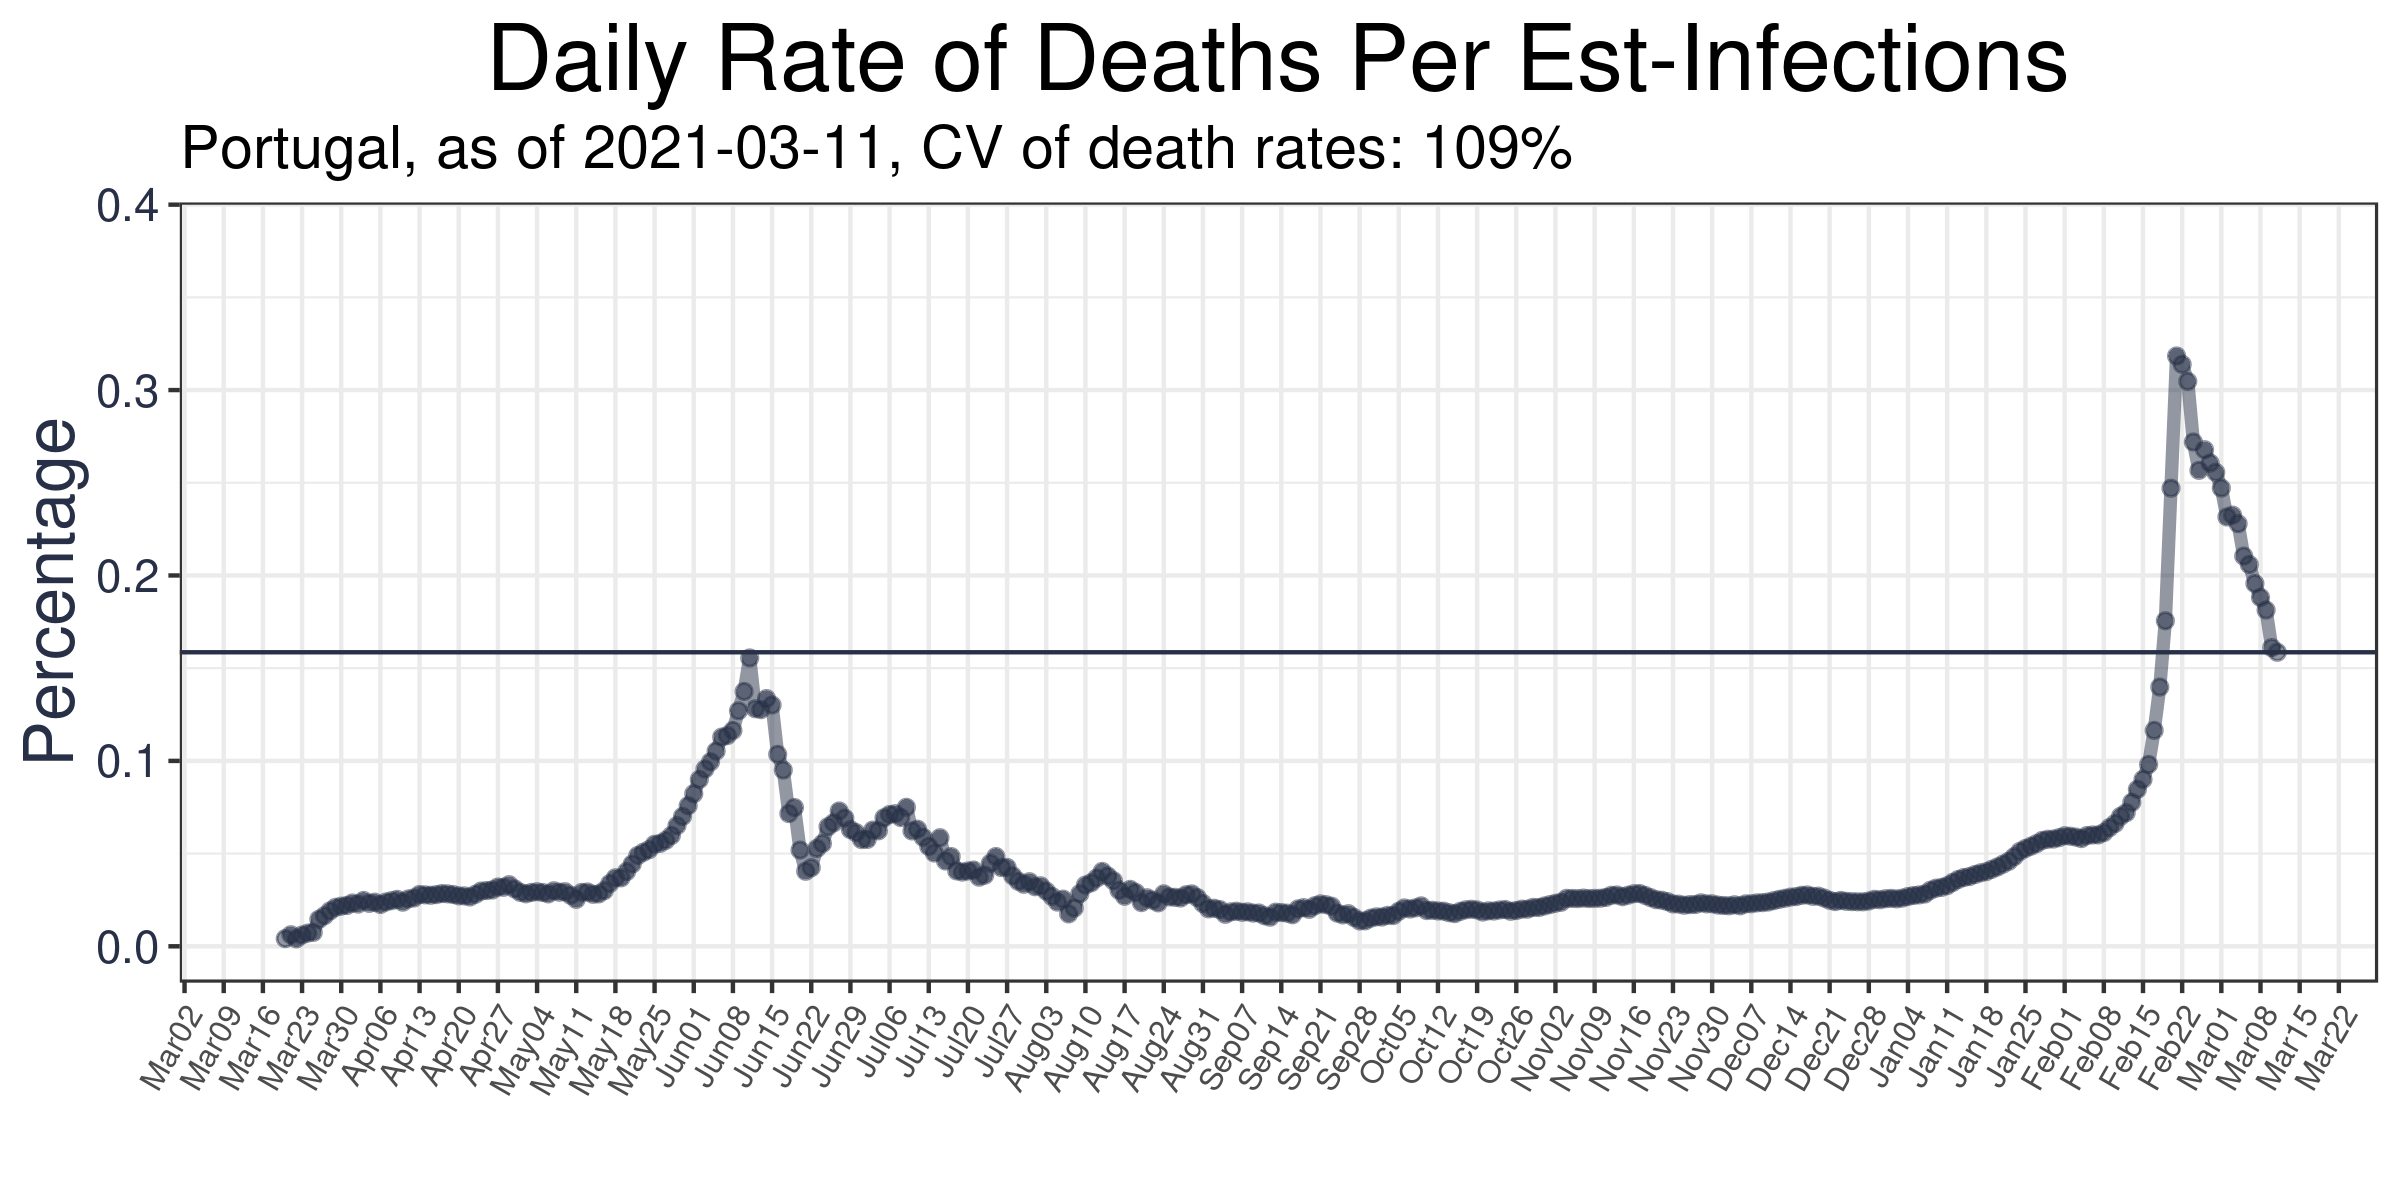 Daily Rate of Deaths Per Est-Infections
Portugal, as of 2021-03-11, CV of death rates: 109%
Percentage
0.4
0.3
0.2
0.1
0.0
Mar02
Mar09
Mar16
Mar23
Mar30
Apr06
Apr13
Apr20
Apr27
May04
May11
May18
May25
Jun01
Jun08
Jun15
Jun22
Jun29
Jul06
Jul13
Jul20
Jul27
Aug03
Aug10
Aug17
Aug24
Aug31
Sep07
Sep14
Sep21
Sep28
Oct05
Oct12
Oct19
Oct26
Nov02
Nov09
Nov16
Nov23
Nov30
Dec07
Dec14
Dec21
Dec28
Jan04
Jan11
Jan18
Jan25
Feb01
Feb08
Feb15
Feb22
Mar01
Mar08
Mar15
Mar22